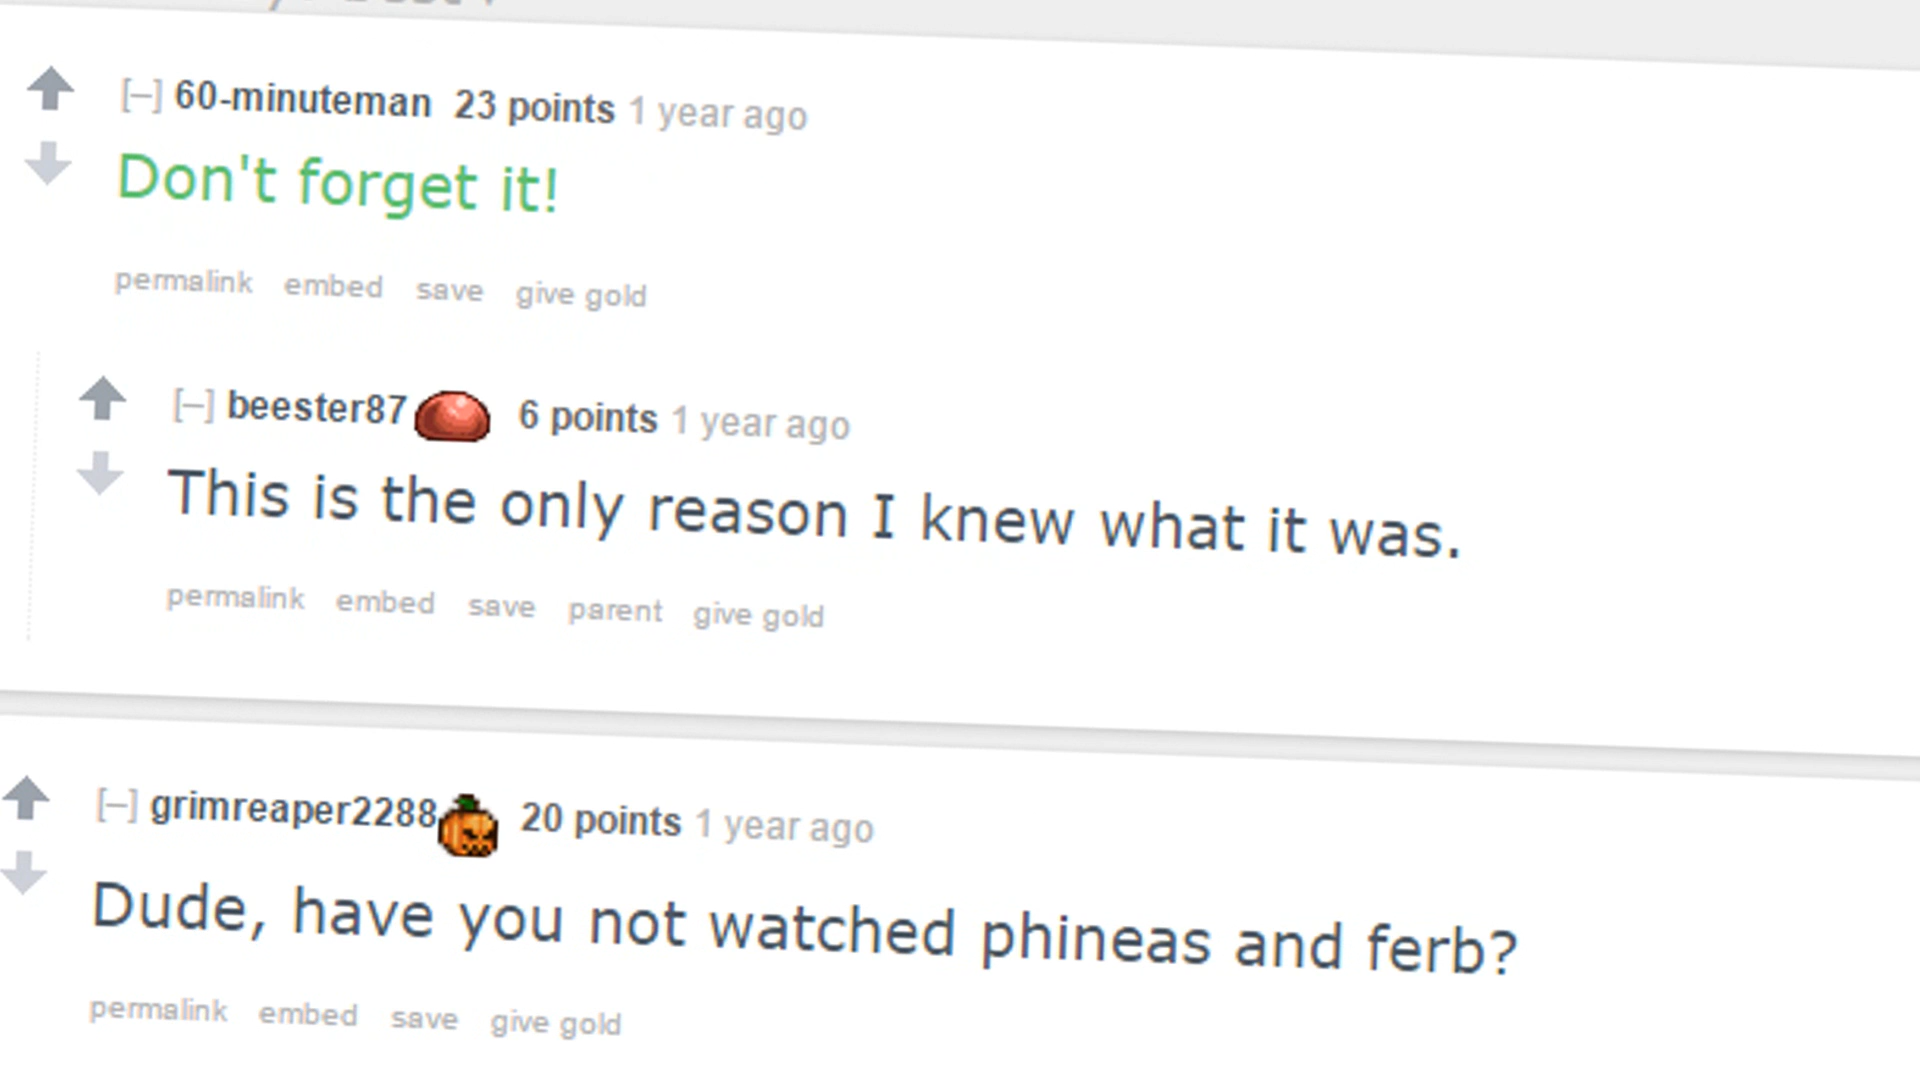 [–] 60-minuteman 23 points 1 year ago
Don't forget it!
permalink embed save give gold
[–] beester87 6 points 1 year ago
This is the only reason I knew what it was.
permalink embed save parent give gold
[–] grimreaper2288 20 points 1 year ago
Dude, have you not watched phineas and ferb?
permalink embed save give gold